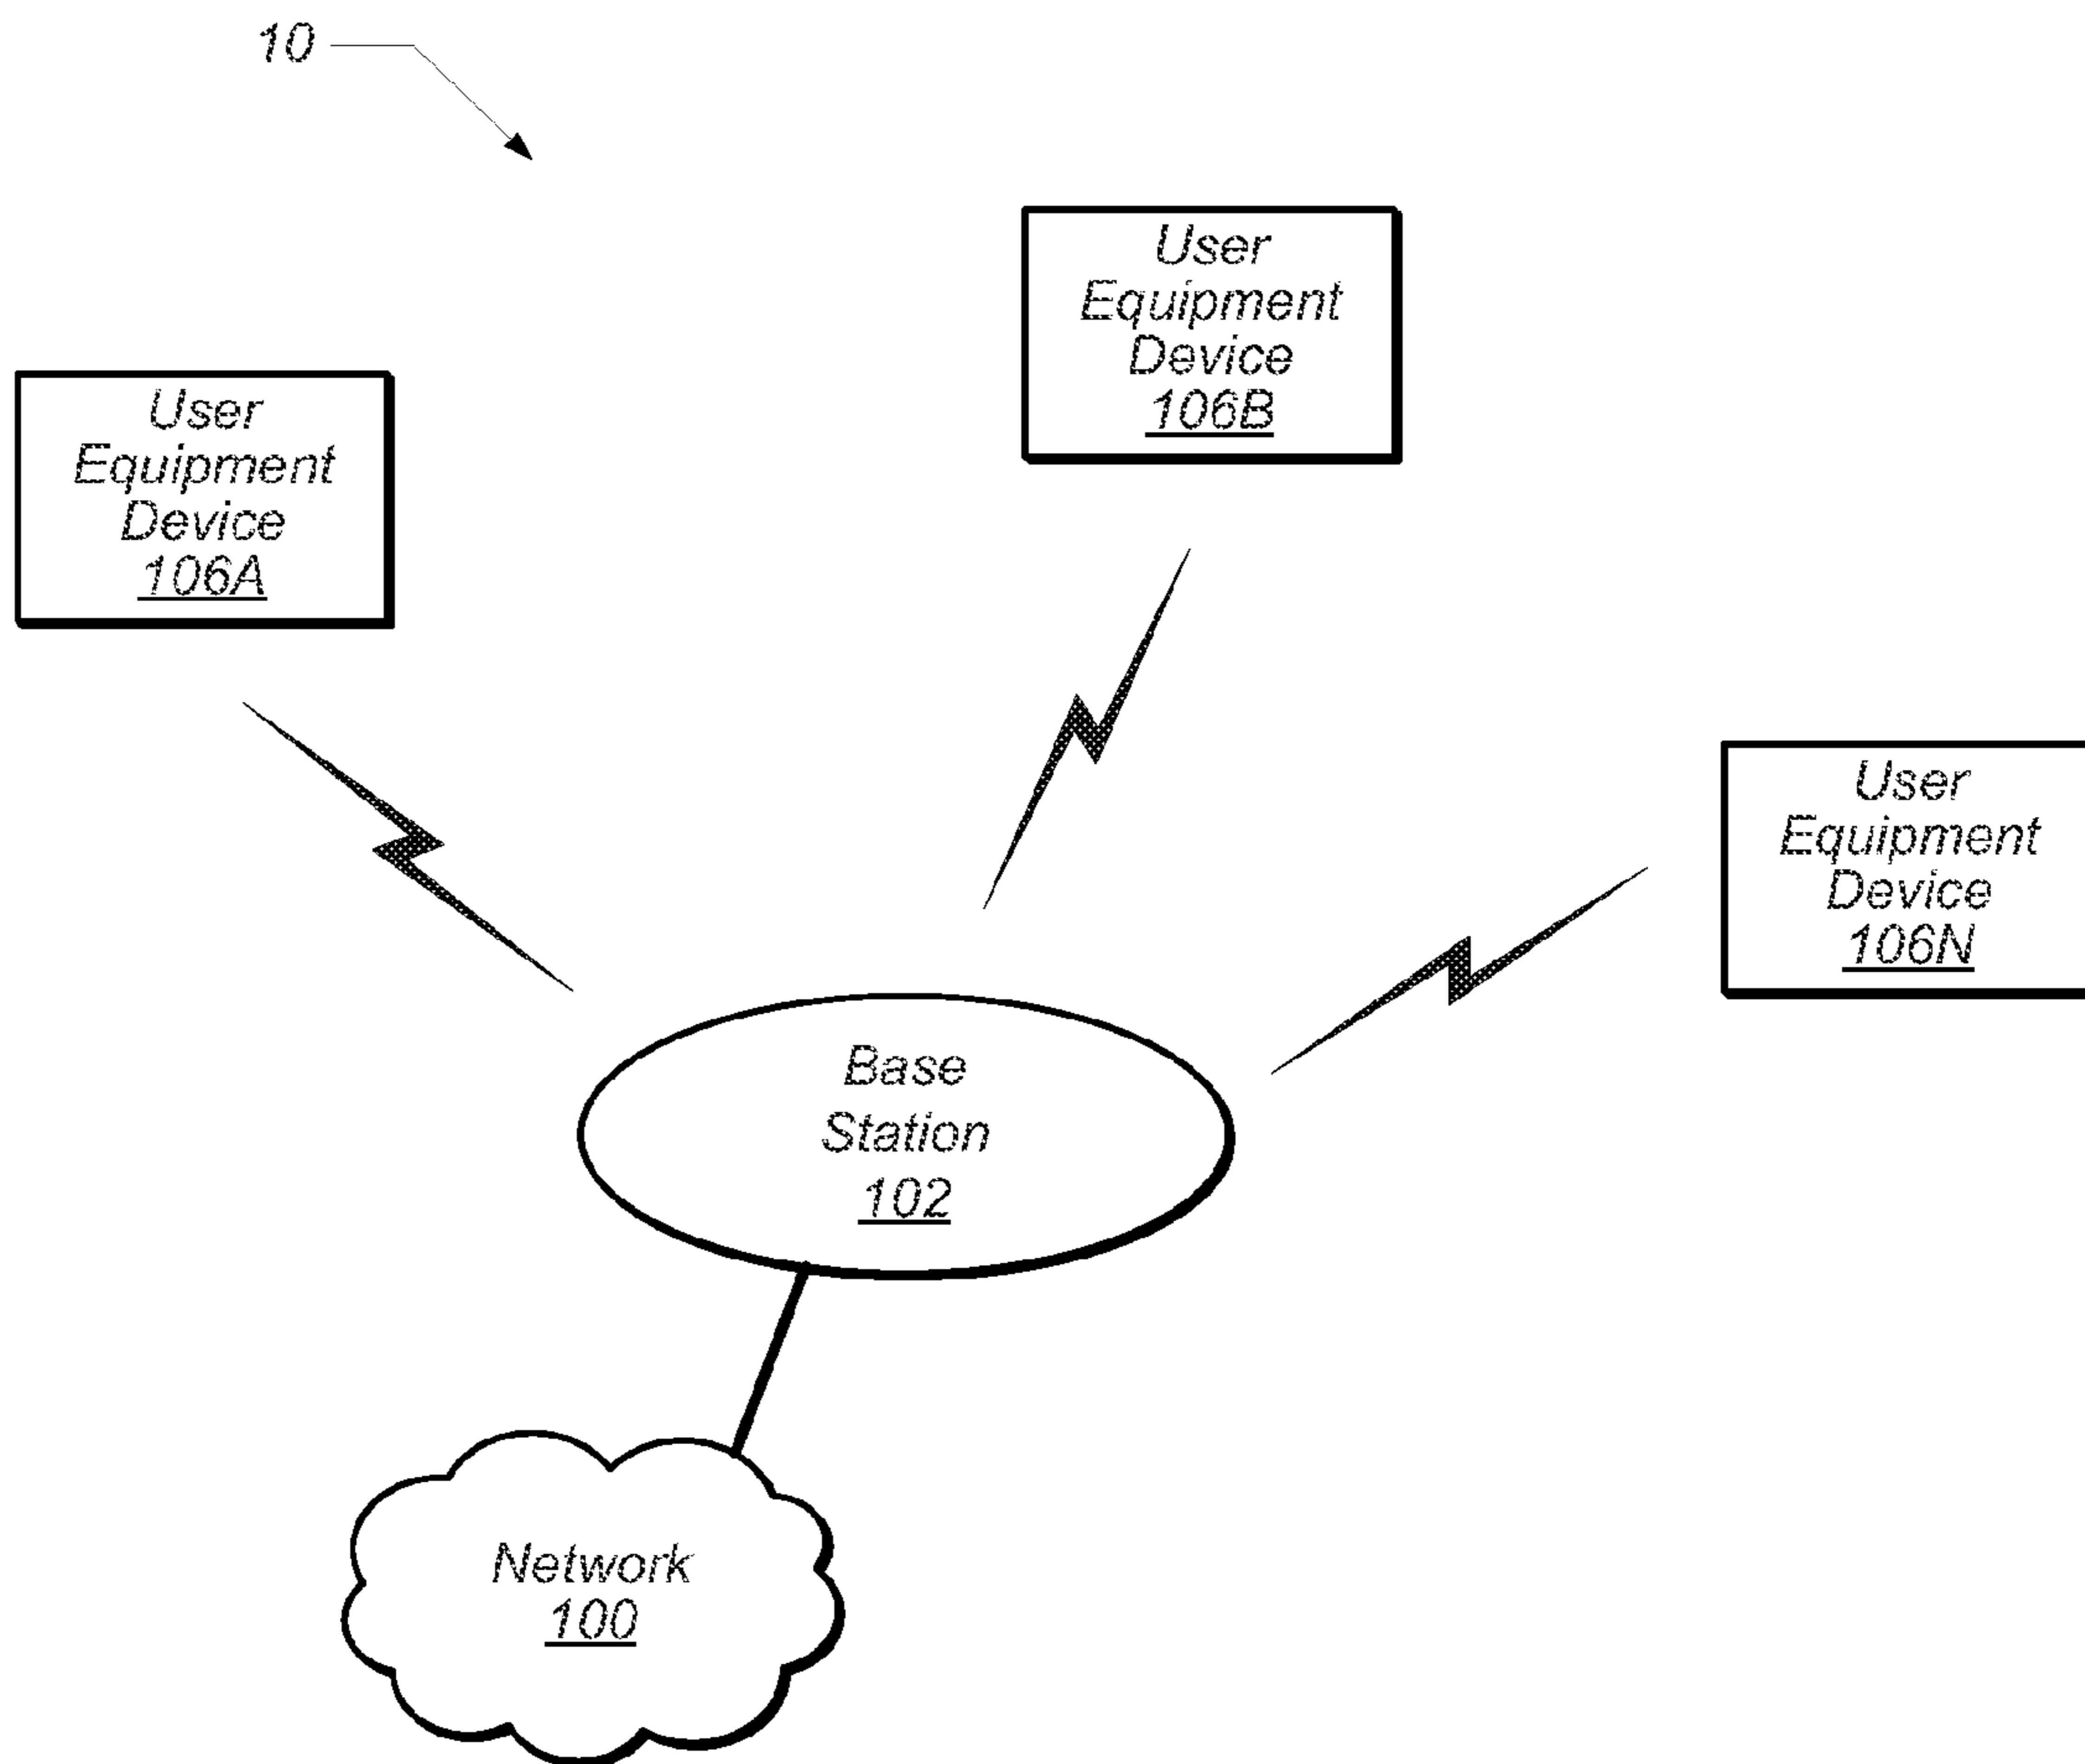 10
User
Equipment
Device
106B
User
Equipment
Device
106A
User
Equipment
Device
106N
Base
Station
102
Network
100